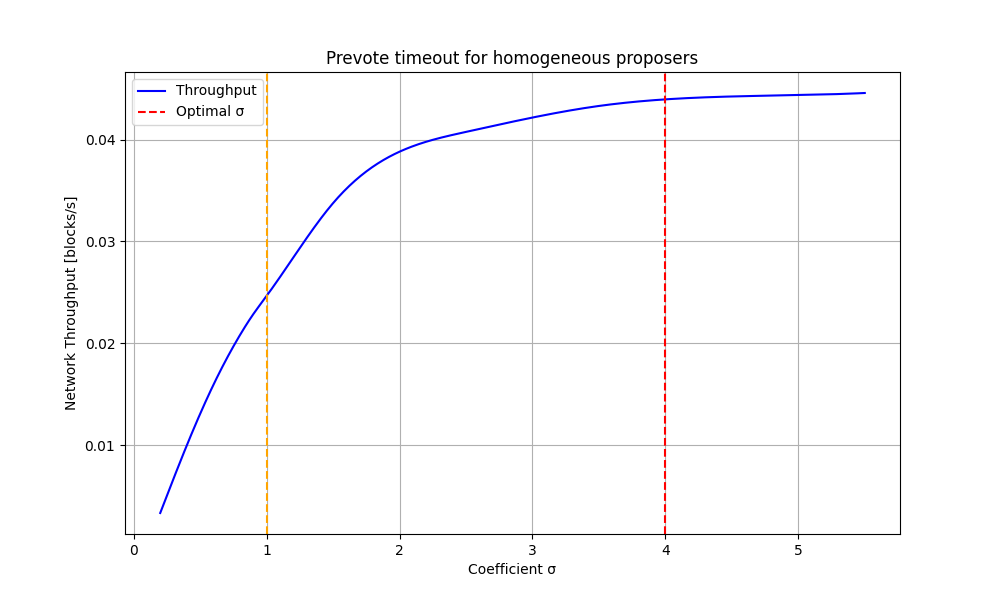 Prevote timeout for homogeneous proposers
Throughput
Optimal σ
Network Throughput [blocks/s]
0.04
0.03
0.02
0.01
0 1 2 3 4 5
Coefficient σ